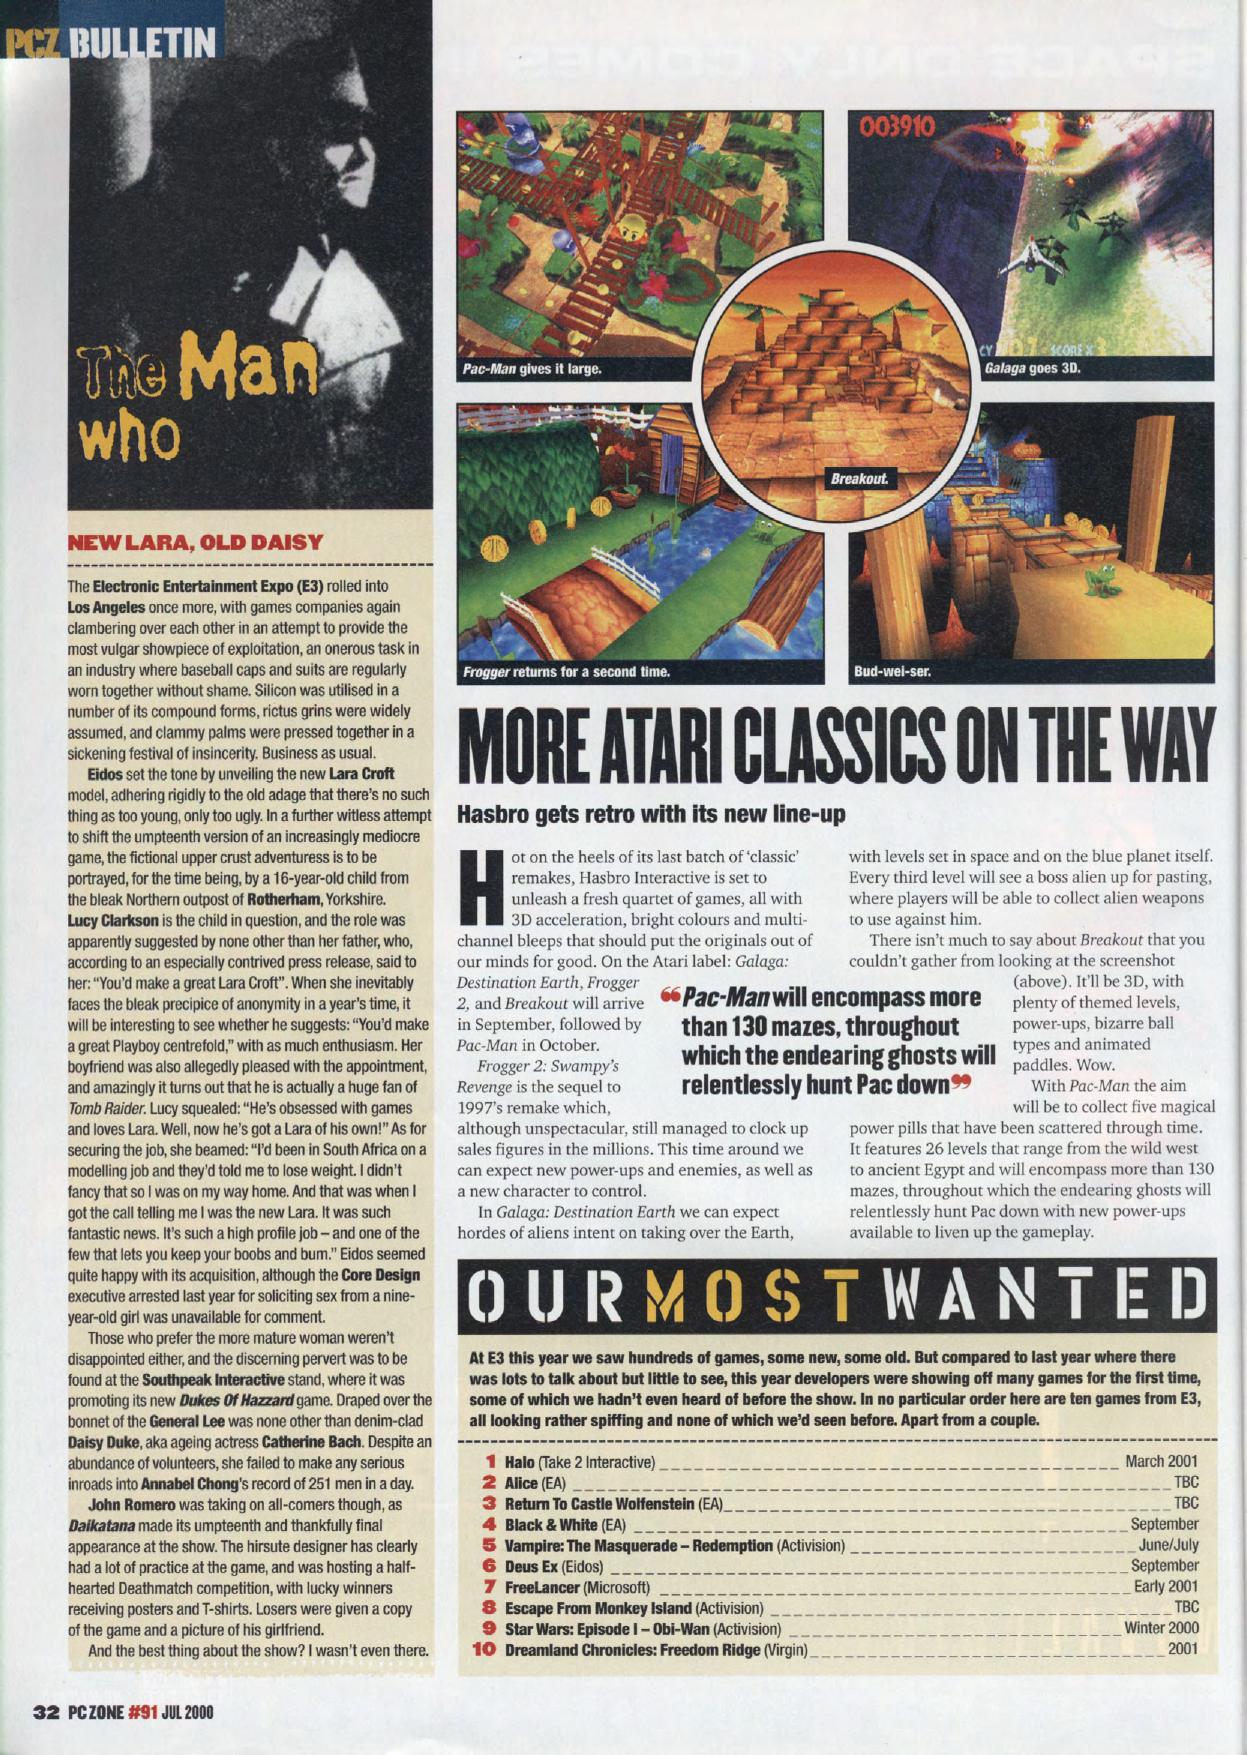 PCZ BULLETIN
The Man
who
NEW LARA, OLD DAISY
The Electronic Entertainment Expo (E3) rolled into
Los Angeles once more, with games companies again
clambering over each other in an attempt to provide the
most vulgar showpiece of exploitation, an onerous task in
an industry where baseball caps and suits are regularly
worn together without shame. Silicon was utilised in a
number of its compound forms, rictus grins were widely
assumed, and clammy palms were pressed together in a
sickening festival of insincerity. Business as usual.
Eidos set the tone by unveiling the new Lara Croft
model, adhering rigidly to the old adage that there's no such
thing as too young, only too ugly. In a further witless attempt
to shift the umpteenth version of an increasingly mediocre
game, the fictional upper crust adventuress is to be
portrayed, for the time being, by a 16-year-old child from
the bleak Northern outpost of Rotherham, Yorkshire.
Lucy Clarkson is the child in question, and the role was
apparently suggested by none other than her father, who,
according to an especially contrived press release, said to
her: "You'd make a great Lara Croft". When she inevitably
faces the bleak precipice of anonymity in a year's time, it
will be interesting to see whether he suggests: "You'd make
a great Playboy centrefold," with as much enthusiasm. Her
boyfriend was also allegedly pleased with the appointment,
and amazingly it turns out that he is actually a huge fan of
Tomb Raider. Lucy squealed: "He's obsessed with games
and loves Lara. Well, now he's got a Lara of his own!" As for
securing the job, she beamed: "I'd been in South Africa on a
modelling job and they'd told me to lose weight. I didn't
fancy that so I was on my way home. And that was when I
got the call telling me I was the new Lara. It was such
fantastic news. It's such a high profile job – and one of the
few that lets you keep your boobs and bum." Eidos seemed
quite happy with its acquisition, although the Core Design
executive arrested last year for soliciting sex from a nine-
year-old girl was unavailable for comment.
Those who prefer the more mature woman weren't
disappointed either, and the discerning pervert was to be
found at the Southpeak Interactive stand, where it was
promoting its new Dukes Of Hazzard game. Draped over the
bonnet of the General Lee was none other than denim-clad
Daisy Duke, aka ageing actress Catherine Bach. Despite an
abundance of volunteers, she failed to make any serious
inroads into Annabel Chong's record of 251 men in a day.
John Romero was taking on all-comers though, as
Daikatana made its umpteenth and thankfully final
appearance at the show. The hirsute designer has clearly
had a lot of practice at the game, and was hosting a half-
hearted Deathmatch competition, with lucky winners
receiving posters and T-shirts. Losers were given a copy
of the game and a picture of his girlfriend.
And the best thing about the show? I wasn't even there.
003910
Pac-Man gives it large.
Galaga goes 3D.
Breakout.
Frogger returns for a second time.
Bud-wei-ser.
MORE ATARI CLASSICS ON THE WAY
Hasbro gets retro with its new line-up
Hot on the heels of its last batch of 'classic'
remakes, Hasbro Interactive is set to
unleash a fresh quartet of games, all with
3D acceleration, bright colours and multi-
channel bleeps that should put the originals out of
our minds for good. On the Atari label: Galaga:
Destination Earth, Frogger
2, and Breakout will arrive
in September, followed by
Pac-Man in October.
Frogger 2: Swampy's
Revenge is the sequel to
1997's remake which,
although unspectacular, still managed to clock up
sales figures in the millions. This time around we
can expect new power-ups and enemies, as well as
a new character to control.
In Galaga: Destination Earth we can expect
hordes of aliens intent on taking over the Earth,
with levels set in space and on the blue planet itself.
Every third level will see a boss alien up for pasting,
where players will be able to collect alien weapons
to use against him.
There isn't much to say about Breakout that you
couldn't gather from looking at the screenshot
(above). It'll be 3D, with
plenty of themed levels,
power-ups, bizarre ball
types and animated
paddles. Wow.
With Pac-Man the aim
will be to collect five magical
power pills that have been scattered through time.
It features 26 levels that range from the wild west
to ancient Egypt and will encompass more than 130
mazes, throughout which the endearing ghosts will
relentlessly hunt Pac down with new power-ups
available to liven up the gameplay.
“Pac-Man will encompass more
than 130 mazes, throughout
which the endearing ghosts will
relentlessly hunt Pac down”
OUR MOST WANTED
At E3 this year we saw hundreds of games, some new, some old. But compared to last year where there
was lots to talk about but little to see, this year developers were showing off many games for the first time,
some of which we hadn't even heard of before the show. In no particular order here are ten games from E3,
all looking rather spiffing and none of which we'd seen before. Apart from a couple.
1 Halo (Take 2 Interactive) March 2001
2 Alice (EA) TBC
3 Return To Castle Wolfenstein (EA) TBC
4 Black & White (EA) September
5 Vampire: The Masquerade – Redemption (Activision) June/July
6 Deus Ex (Eidos) September
7 FreeLancer (Microsoft) Early 2001
8 Escape From Monkey Island (Activision) TBC
9 Star Wars: Episode I – Obi-Wan (Activision) Winter 2000
10 Dreamland Chronicles: Freedom Ridge (Virgin) 2001
32 PC ZONE #91 JUL 2000